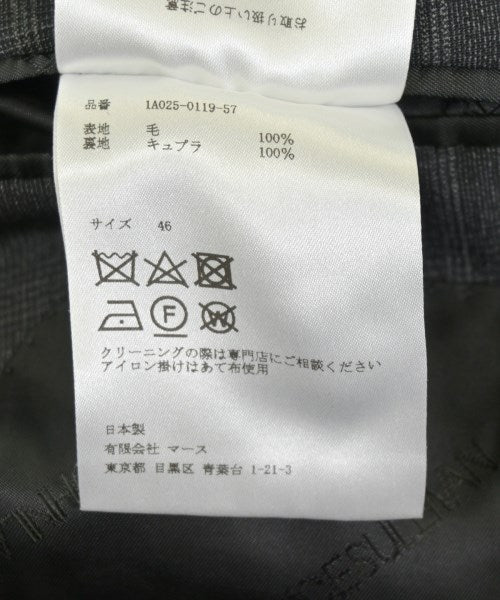 お取り扱い上のご注意
品番 1A025-0119-57
表地 毛 100%
裏地 キュプラ 100%
サイズ 46
F W
クリーニングの際は専門店にご相談ください
アイロン掛けはあて布使用
日本製
有限会社 マース
東京都 目黒区 青葉台 1-21-3